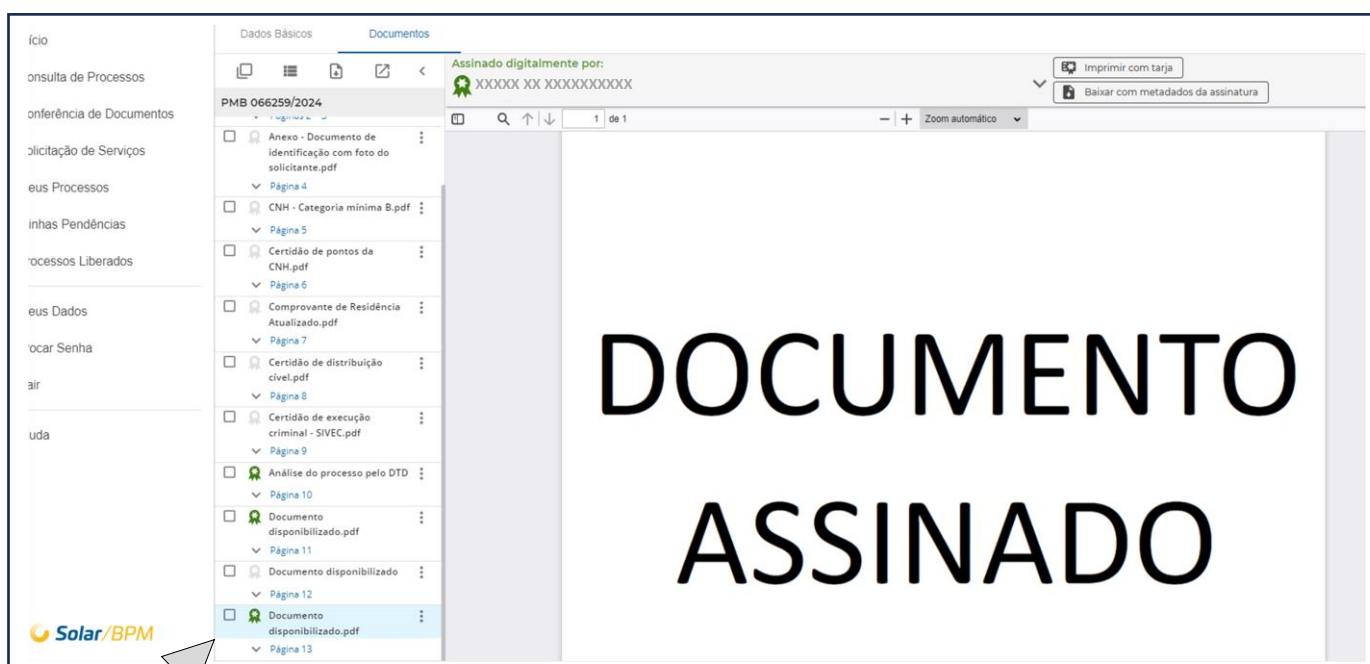 ício
Dados Básicos
Documentos
onsulta de Processos
onferência de Documentos
olicitação de Serviços
eus Processos
inhas Pendências
rocessos Liberados
eus Dados
rocar Senha
air
uda
Solar/BPM
PMB 066259/2024
Anexo - Documento de
identificação com foto do
solicitante.pdf
Página 4
CNH - Categoria mínima B.pdf
Página 5
Certidão de pontos da
CNH.pdf
Página 6
Comprovante de Residência
Atualizado.pdf
Página 7
Certidão de distribuição
cível.pdf
Página 8
Certidão de execução
criminal - SIVEC.pdf
Página 9
Análise do processo pelo DTD
Página 10
Documento
disponibilizado.pdf
Página 11
Documento disponibilizado
Página 12
Documento
disponibilizado.pdf
Página 13
Assinado digitalmente por:
XXXXX XX XXXXXXXXXX
Imprimir com tarja
Baixar com metadados da assinatura
1 de 1
Zoom automático
DOCUMENTO
ASSINADO